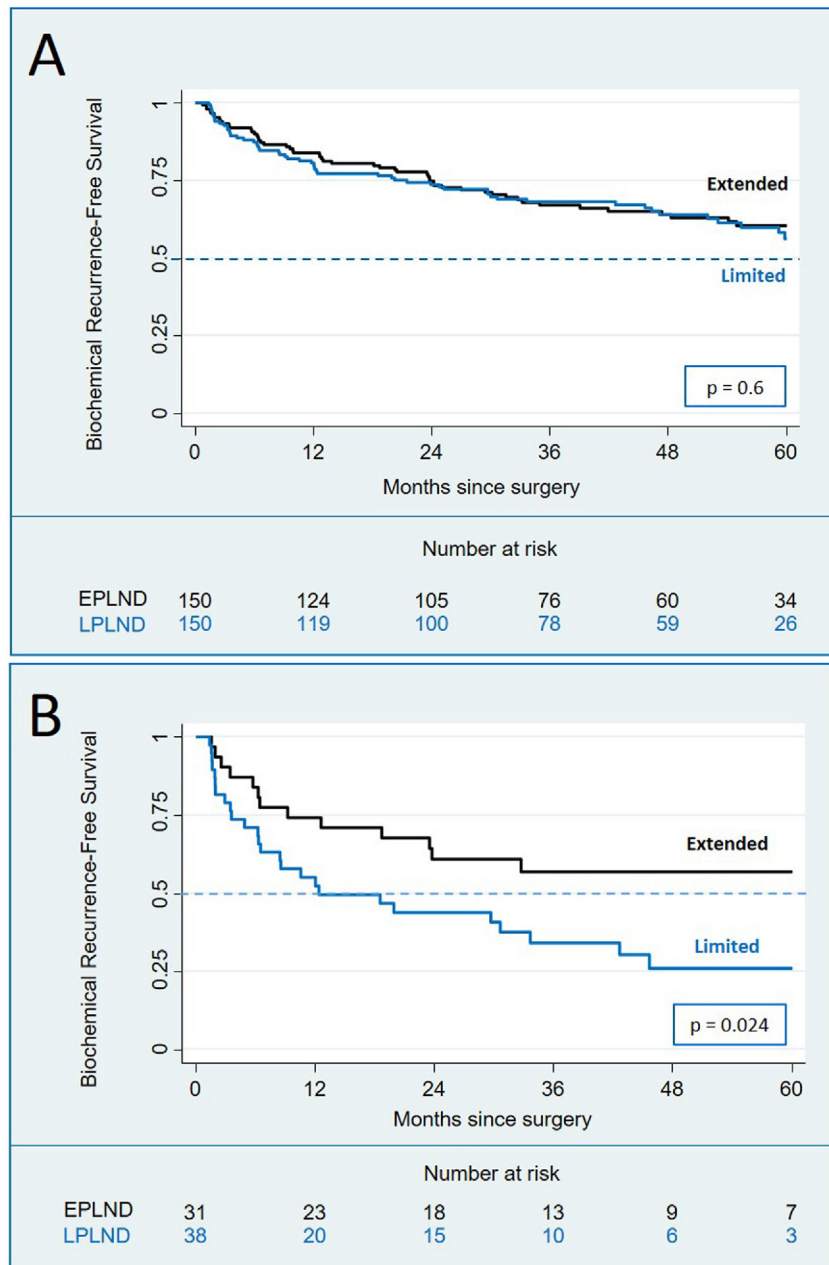 A
Biochemical Recurrence-Free Survival
1
0.75
0.5
0.25
0
Extended
Limited
p = 0.6
0 12 24 36 48 60
Months since surgery
Number at risk
EPLND 150 124 105 76 60 34
LPLND 150 119 100 78 59 26
B
Biochemical Recurrence-Free Survival
1
0.75
0.5
0.25
0
Extended
Limited
p = 0.024
0 12 24 36 48 60
Months since surgery
Number at risk
EPLND 31 23 18 13 9 7
LPLND 38 20 15 10 6 3